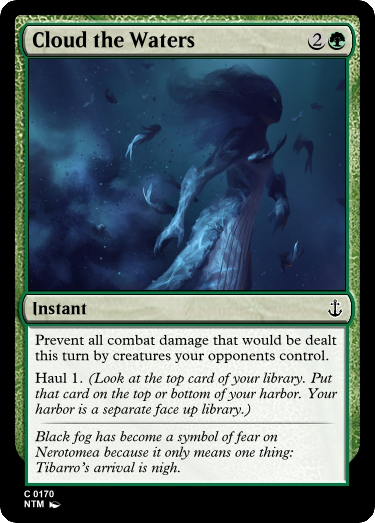 Cloud the Waters 2
Instant
Prevent all combat damage that would be dealt
this turn by creatures your opponents control.
Haul 1. (Look at the top card of your library. Put
that card on the top or bottom of your harbor. Your
harbor is a separate face up library.)
Black fog has become a symbol of fear on
Nerotomea because it only means one thing:
Tibarro's arrival is nigh.
C 0170
NTM